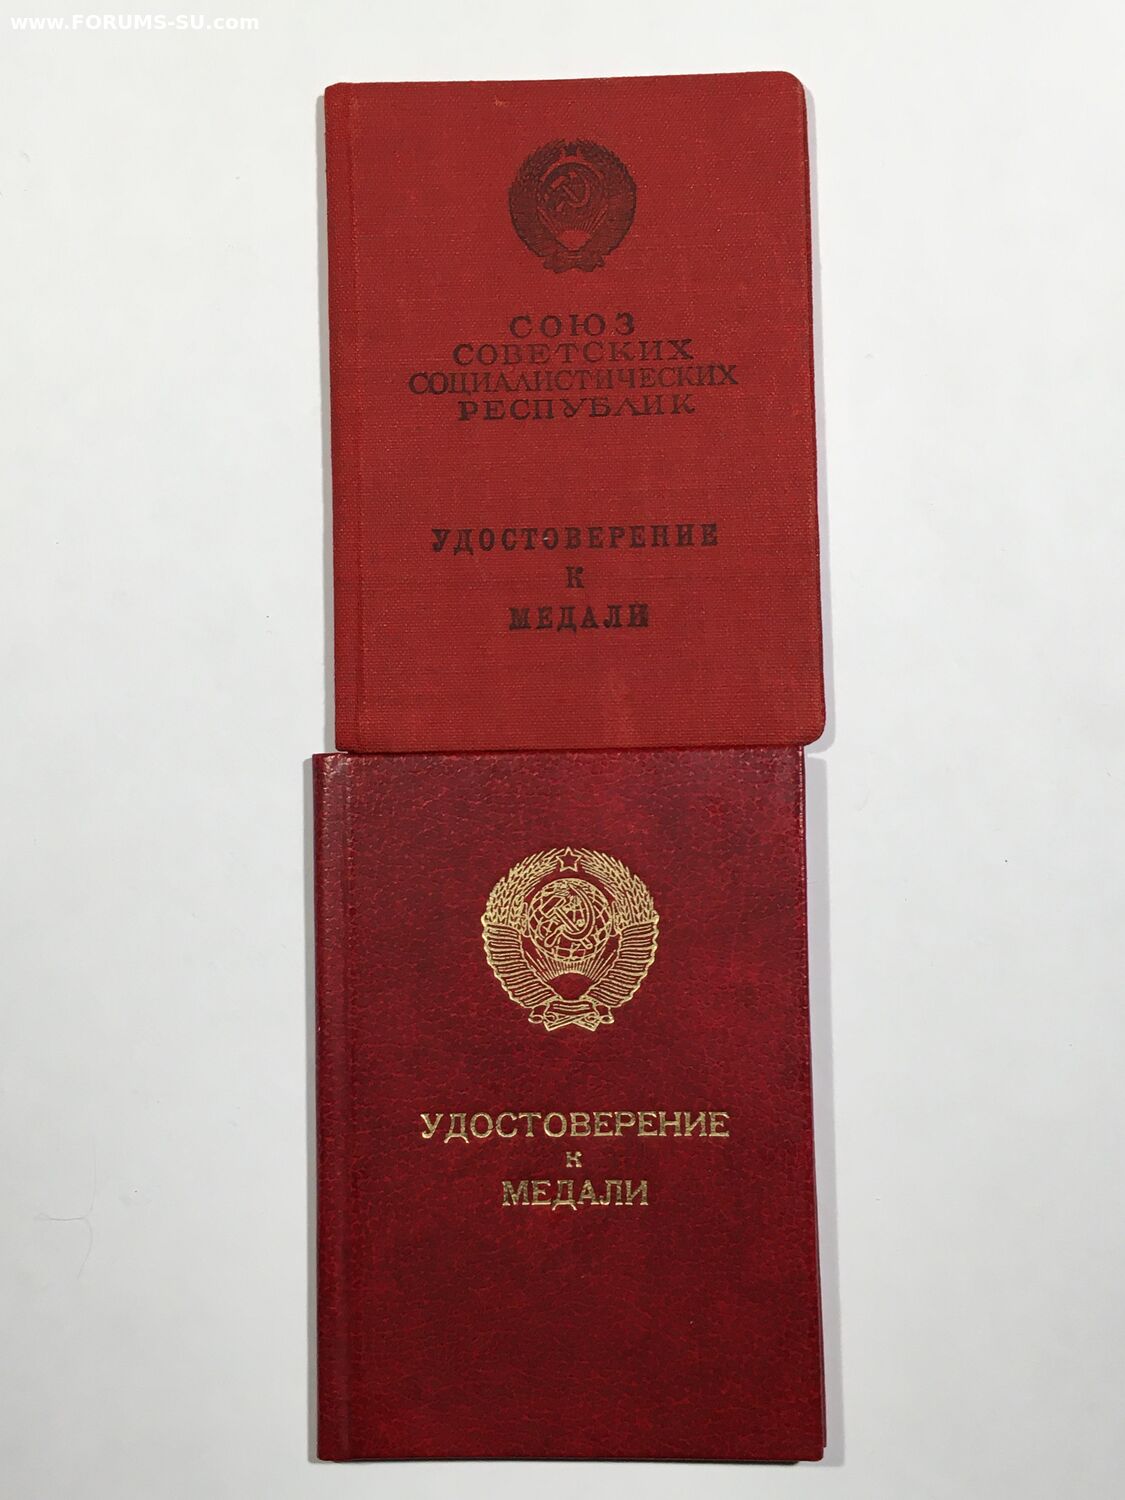 www.FORUMS-SU.com
СОЮЗ
СОВЕТСКИХ
СОЦИАЛИСТИЧЕСКИХ
РЕСПУБЛИК
УДОСТОВЕРЕНИЕ
К
МЕДАЛИ
УДОСТОВЕРЕНИЕ
К
МЕДАЛИ